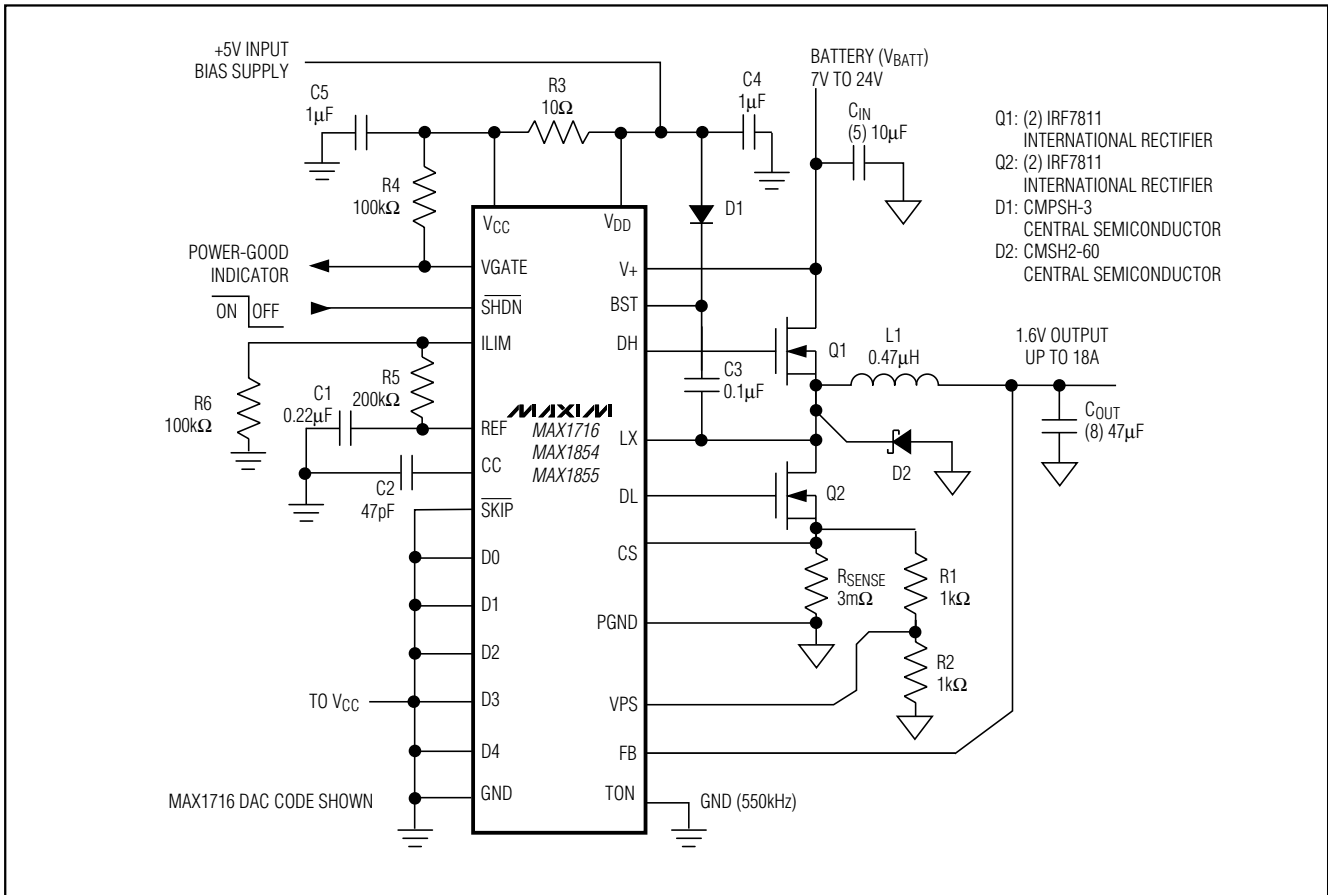 +5V INPUT
BIAS SUPPLY
C5
1µF
R3
10Ω
C4
1µF
BATTERY (VBATT)
7V TO 24V
CIN
(5) 10µF
Q1: (2) IRF7811
INTERNATIONAL RECTIFIER
Q2: (2) IRF7811
INTERNATIONAL RECTIFIER
D1: CMPSH-3
CENTRAL SEMICONDUCTOR
D2: CMSH2-60
CENTRAL SEMICONDUCTOR
R4
100kΩ
D1
VCC
VDD
POWER-GOOD
INDICATOR
VGATE
V+
ON OFF
SHDN
BST
ILIM
DH
Q1
L1
0.47µH
1.6V OUTPUT
UP TO 18A
R6
100kΩ
C1
0.22µF
R5
200kΩ
C3
0.1µF
MAXIM
MAX1716
MAX1854
MAX1855
REF
LX
COUT
(8) 47µF
D2
CC
C2
47pF
DL
Q2
SKIP
CS
D0
RSENSE
3mΩ
R1
1kΩ
D1
PGND
D2
R2
1kΩ
TO VCC
D3
VPS
D4
FB
MAX1716 DAC CODE SHOWN
GND
TON
GND (550kHz)